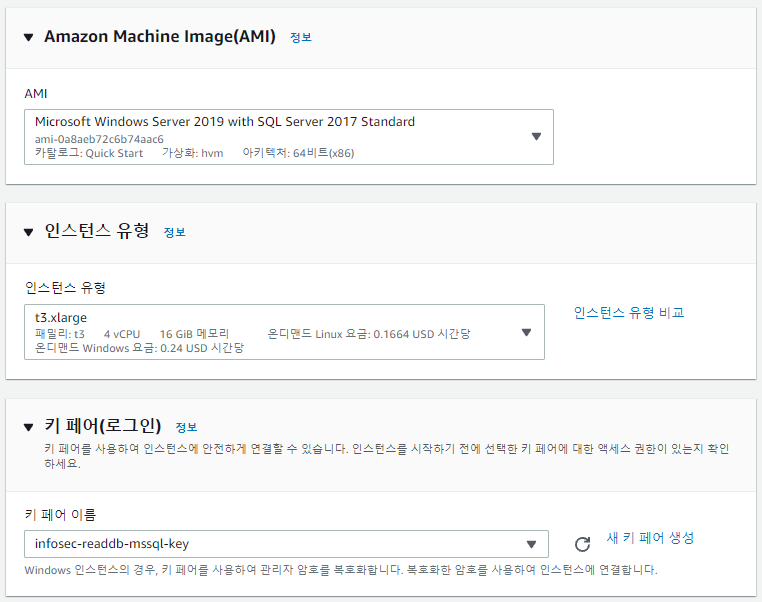 Amazon Machine Image(AMI) 정보
AMI
Microsoft Windows Server 2019 with SQL Server 2017 Standard
ami-0a8aeb72c6b74aac6
카탈로그: Quick Start 가상화: hvm 아키텍처: 64비트(x86)
인스턴스 유형 정보
인스턴스 유형
t3.xlarge
패밀리: t3 4 vCPU 16 GiB 메모리 온디맨드 Linux 요금: 0.1664 USD 시간당
온디맨드 Windows 요금: 0.24 USD 시간당
인스턴스 유형 비교
키 페어(로그인) 정보
키 페어를 사용하여 인스턴스에 안전하게 연결할 수 있습니다. 인스턴스를 시작하기 전에 선택한 키 페어에 대한 액세스 권한이 있는지 확인
하세요.
키 페어 이름
infosec-readdb-mssql-key
새 키 페어 생성
Windows 인스턴스의 경우, 키 페어를 사용하여 관리자 암호를 복호화합니다. 복호화한 암호를 사용하여 인스턴스에 연결합니다.